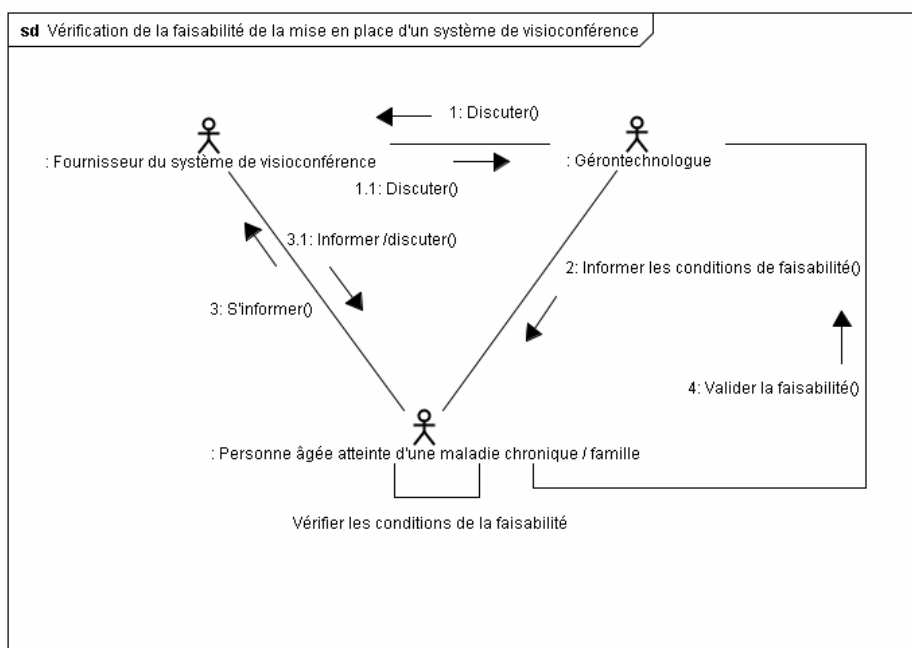 sd Vérification de la faisabilité de la mise en place d'un système de visioconférence
1: Discuter()
: Fournisseur du système de visioconférence
: Gérontechnologue
1.1: Discuter()
3.1: Informer /discuter()
2: Informer les conditions de faisabilité()
3: S'informer()
4: Valider la faisabilité()
: Personne âgée atteinte d'une maladie chronique / famille
Vérifier les conditions de la faisabilité